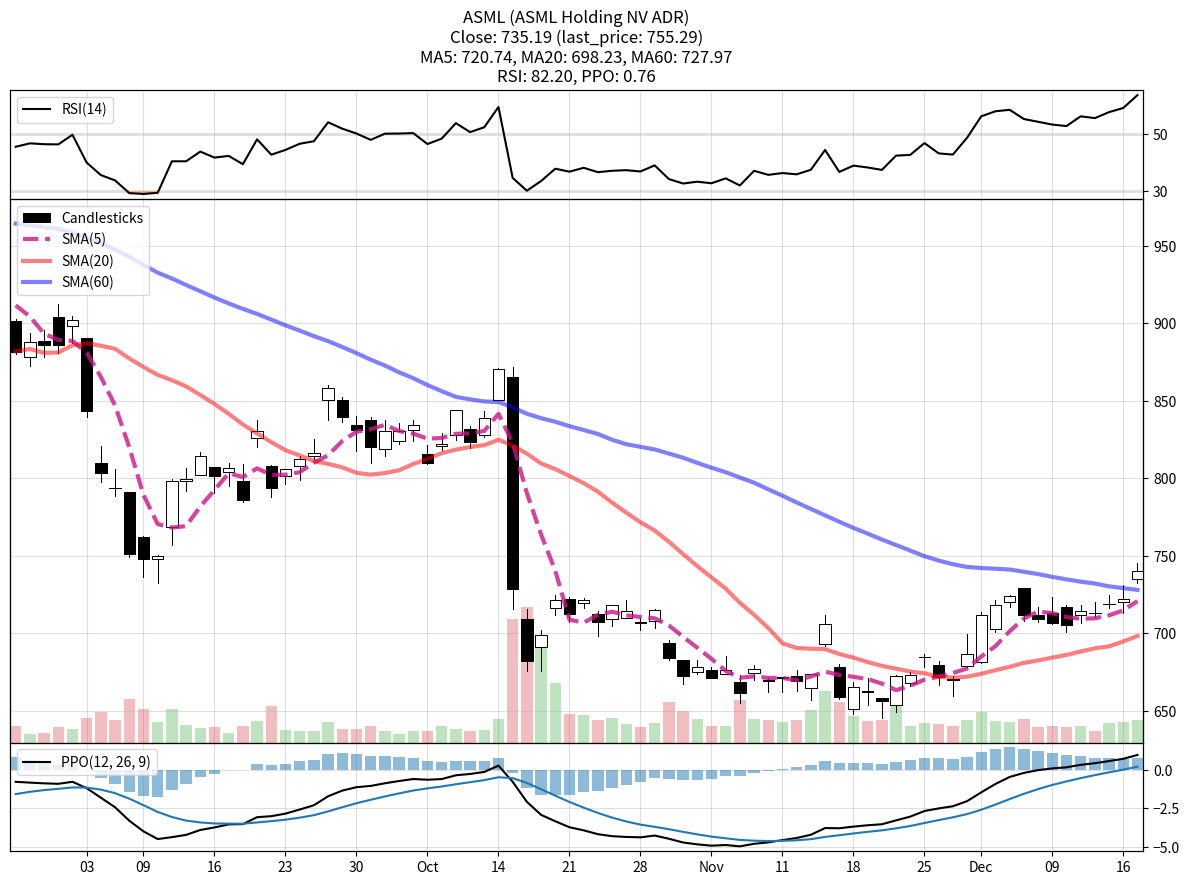 ASML (ASML Holding NV ADR)
Close: 735.19 (last_price: 755.29)
MA5: 720.74, MA20: 698.23, MA60: 727.97
RSI: 82.20, PPO: 0.76
RSI(14)
50
30
Candlesticks
SMA(5)
SMA(20)
SMA(60)
950
900
850
800
750
700
650
PPO(12, 26, 9)
0.0
−2.5
−5.0
03 09 16 23 30 Oct 14 21 28 Nov 11 18 25 Dec 09 16